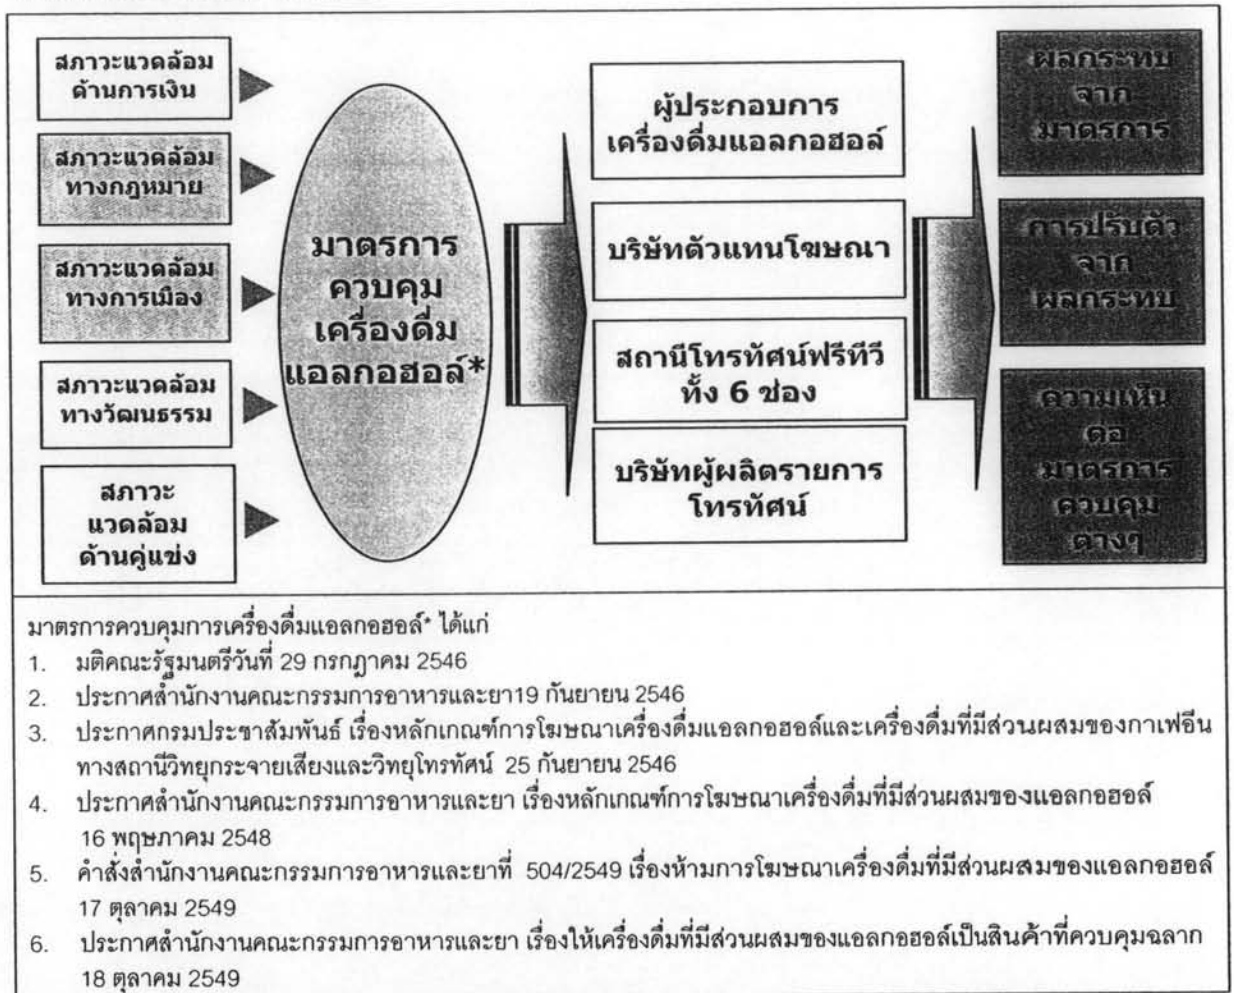 สภาวะแวดล้อม
ด้านการเงิน
สภาวะแวดล้อม
ทางกฎหมาย
สภาวะแวดล้อม
ทางการเมือง
สภาวะแวดล้อม
ทางวัฒนธรรม
สภาวะ
แวดล้อม
ด้านคู่แข่ง
มาตรการ
ควบคุม
เครื่องดื่ม
แอลกอฮอล์*
ผู้ประกอบการ
เครื่องดื่มแอลกอฮอล์
บริษัทตัวแทนโฆษณา
สถานีโทรทัศน์ฟรีทีวี
ทั้ง 6 ช่อง
บริษัทผู้ผลิตรายการ
โทรทัศน์
ผลกระทบ
จาก
มาตรการ
การปรับตัว
จาก
ผลกระทบ
ความเห็น
ต่อ
มาตรการ
ควบคุม
ต่างๆ
มาตรการควบคุมการเครื่องดื่มแอลกอฮอล์* ได้แก่
1. มติคณะรัฐมนตรีวันที่ 29 กรกฎาคม 2546
2. ประกาศสำนักงานคณะกรรมการอาหารและยา19 กันยายน 2546
3. ประกาศกรมประชาสัมพันธ์ เรื่องหลักเกณฑ์การโฆษณาเครื่องดื่มแอลกอฮอล์และเครื่องดื่มที่มีส่วนผสมของกาเฟอีน
ทางสถานีวิทยุกระจายเสียงและวิทยุโทรทัศน์ 25 กันยายน 2546
4. ประกาศสำนักงานคณะกรรมการอาหารและยา เรื่องหลักเกณฑ์การโฆษณาเครื่องดื่มที่มีส่วนผสมของแอลกอฮอล์
16 พฤษภาคม 2548
5. คำสั่งสำนักงานคณะกรรมการอาหารและยาที่ 504/2549 เรื่องห้ามการโฆษณาเครื่องดื่มที่มีส่วนผสมของแอลกอฮอล์
17 ตุลาคม 2549
6. ประกาศสำนักงานคณะกรรมการอาหารและยา เรื่องให้เครื่องดื่มที่มีส่วนผสมของแอลกอฮอล์เป็นสินค้าที่ควบคุมฉลาก
18 ตุลาคม 2549